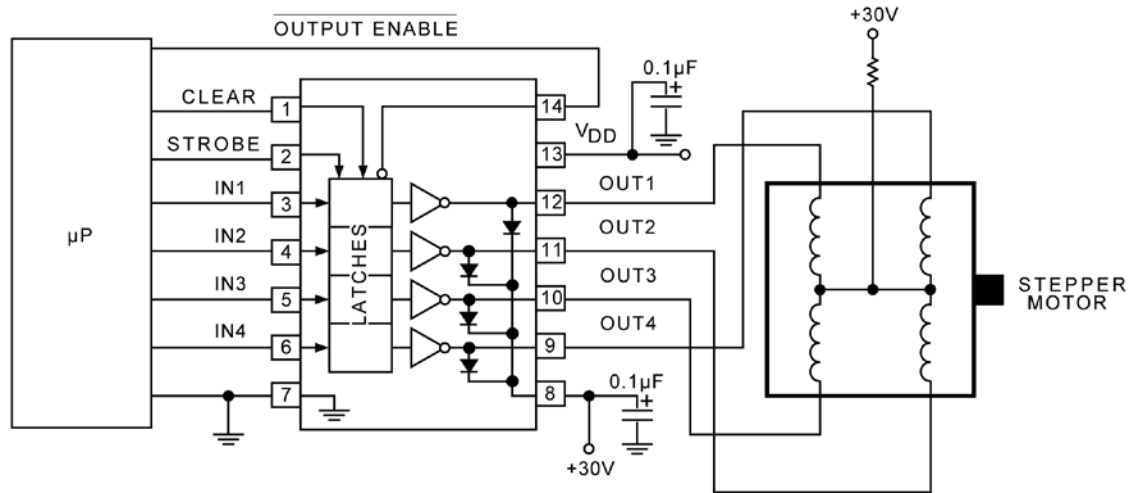 OUTPUT ENABLE
+30V
0.1µF
CLEAR
1
14
VDD
STROBE
2
13
IN1
3
12
OUT1
µP
IN2
4
11
OUT2
LATCHES
IN3
5
10
OUT3
STEPPER
MOTOR
IN4
6
9
OUT4
7
8
0.1µF
+30V